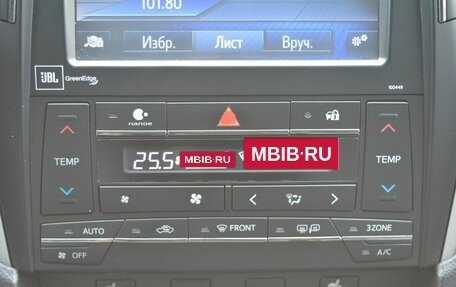 101.80
Избр.
Лист
Вруч.
JBL
GreenEdge
100449
nanoe
TEMP
25.5
MBIB·RU
MBIB·RU
TEMP
AUTO
FRONT
3ZONE
OFF
A/C